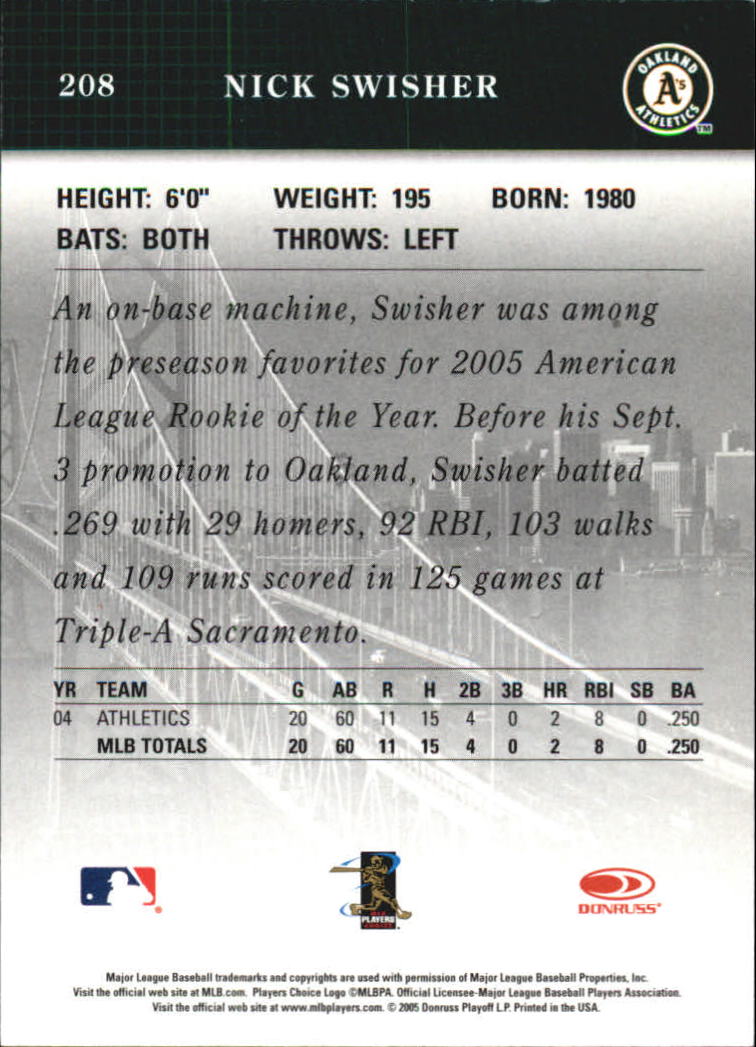 208 NICK SWISHER
OAKLAND
A's
ATHLETICS
TM
HEIGHT: 6'0" WEIGHT: 195 BORN: 1980
BATS: BOTH THROWS: LEFT
An on-base machine, Swisher was among
the preseason favorites for 2005 American
League Rookie of the Year. Before his Sept.
3 promotion to Oakland, Swisher batted
.269 with 29 homers, 92 RBI, 103 walks
and 109 runs scored in 125 games at
Triple-A Sacramento.
YR TEAM G AB R H 2B 3B HR RBI SB BA
04 ATHLETICS 20 60 11 15 4 0 2 8 0 .250
MLB TOTALS 20 60 11 15 4 0 2 8 0 .250
PLAYERS
DONRUSS
Major League Baseball trademarks and copyrights are used with permission of Major League Baseball Properties, Inc.
Visit the official web site at MLB.com. Players Choice Logo ©MLBPA. Official Licensee-Major League Baseball Players Association.
Visit the official web site at www.mlbplayers.com. © 2005 Donruss Playoff L.P. Printed in the USA.